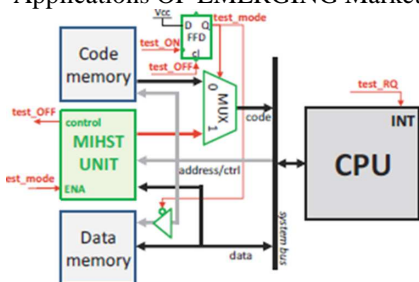 Applications OF EMERGING Market
Vcc
test_mode
D Q
FFD
cl
test_ON
test_OFF
Code
memory
0
MUX
1
code
test_RQ
INT
CPU
test_OFF
control
MIHST
UNIT
ENA
est_mode
address/ctrl
Data
memory
data
system bus